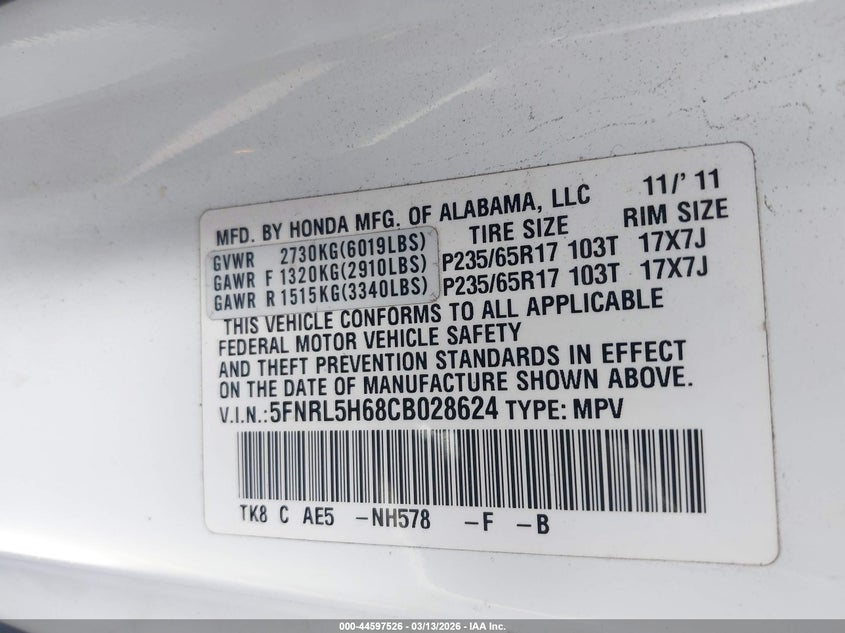 MFD. BY HONDA MFG. OF ALABAMA, LLC 11/' 11
TIRE SIZE RIM SIZE
GVWR 2730KG(6019LBS)
GAWR F 1320KG(2910LBS) P235/65R17 103T 17X7J
GAWR R 1515KG(3340LBS) P235/65R17 103T 17X7J
THIS VEHICLE CONFORMS TO ALL APPLICABLE
FEDERAL MOTOR VEHICLE SAFETY
AND THEFT PREVENTION STANDARDS IN EFFECT
ON THE DATE OF MANUFACTURE SHOWN ABOVE.
V.I.N.: 5FNRL5H68CB028624 TYPE: MPV
TK8 C AE5 -NH578 -F -B
000-44597526 - 03/13/2026 - IAA Inc.